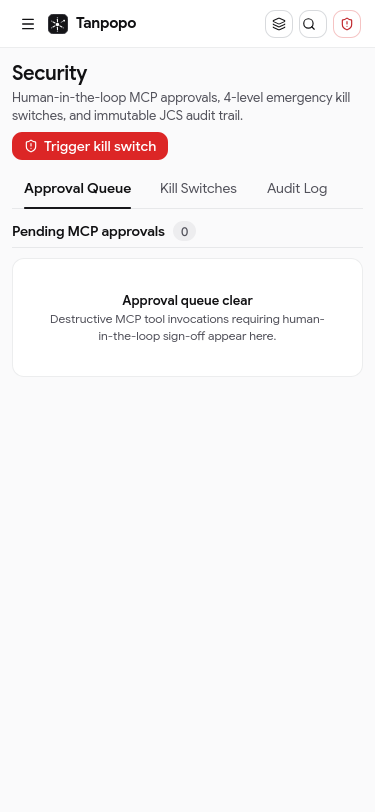 Tanpopo
Security
Human-in-the-loop MCP approvals, 4-level emergency kill
switches, and immutable JCS audit trail.
Trigger kill switch
Approval Queue Kill Switches Audit Log
Pending MCP approvals 0
Approval queue clear
Destructive MCP tool invocations requiring human-
in-the-loop sign-off appear here.